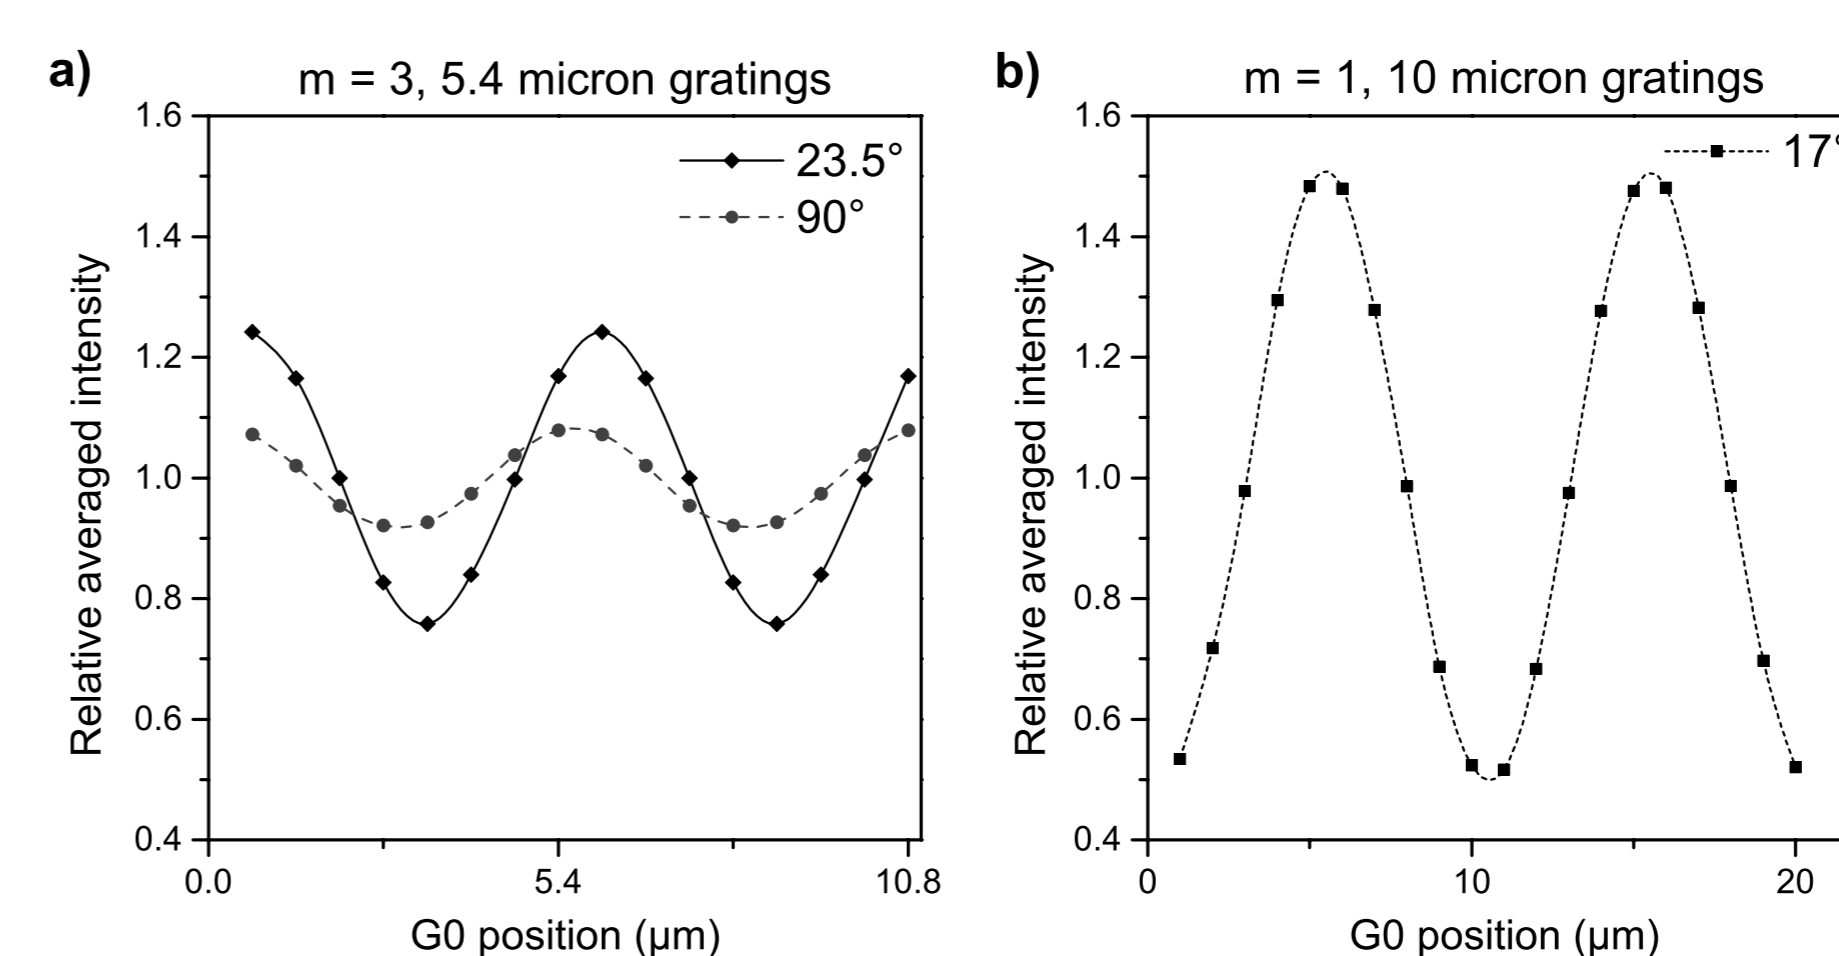 a)
m = 3, 5.4 micron gratings
23.5°
90°
1.6
1.4
1.2
1.0
0.8
0.6
0.4
0.0
5.4
10.8
Relative averaged intensity
G0 position (μm)
b)
m = 1, 10 micron gratings
17°
1.6
1.4
1.2
1.0
0.8
0.6
0.4
0
10
20
Relative averaged intensity
G0 position (μm)